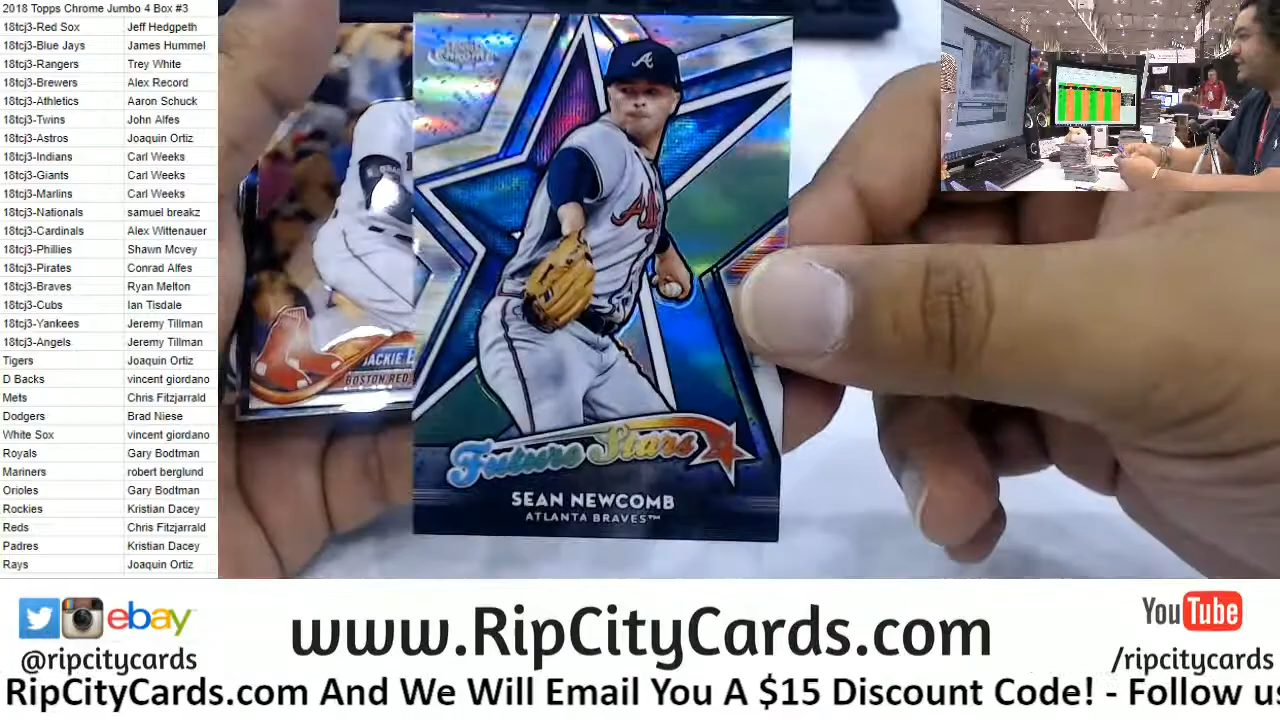 2018 Topps Chrome Jumbo 4 Box #3
18tcj3-Red Sox Jeff Hedgpeth
18tcj3-Blue Jays James Hummel
18tcj3-Rangers Trey White
18tcj3-Brewers Alex Record
18tcj3-Athletics Aaron Schuck
18tcj3-Twins John Alfes
18tcj3-Astros Joaquin Ortiz
18tcj3-Indians Carl Weeks
18tcj3-Giants Carl Weeks
18tcj3-Marlins Carl Weeks
18tcj3-Nationals samuel breakz
18tcj3-Cardinals Alex Wittenauer
18tcj3-Phillies Shawn Mcvey
18tcj3-Pirates Conrad Alfes
18tcj3-Braves Ryan Melton
18tcj3-Cubs Ian Tisdale
18tcj3-Yankees Jeremy Tillman
18tcj3-Angels Jeremy Tillman
Tigers Joaquin Ortiz
D Backs vincent giordano
Mets Chris Fitzjarrald
Dodgers Brad Niese
White Sox vincent giordano
Royals Gary Bodtman
Mariners robert berglund
Orioles Gary Bodtman
Rockies Kristian Dacey
Reds Chris Fitzjarrald
Padres Kristian Dacey
Rays Joaquin Ortiz
A
JACKIE B
BOSTON RED
Future Stars
SEAN NEWCOMB
ATLANTA BRAVES™
ebay
@ripcitycards
www.RipCityCards.com
YouTube
/ripcitycards
RipCityCards.com And We Will Email You A $15 Discount Code! - Follow us